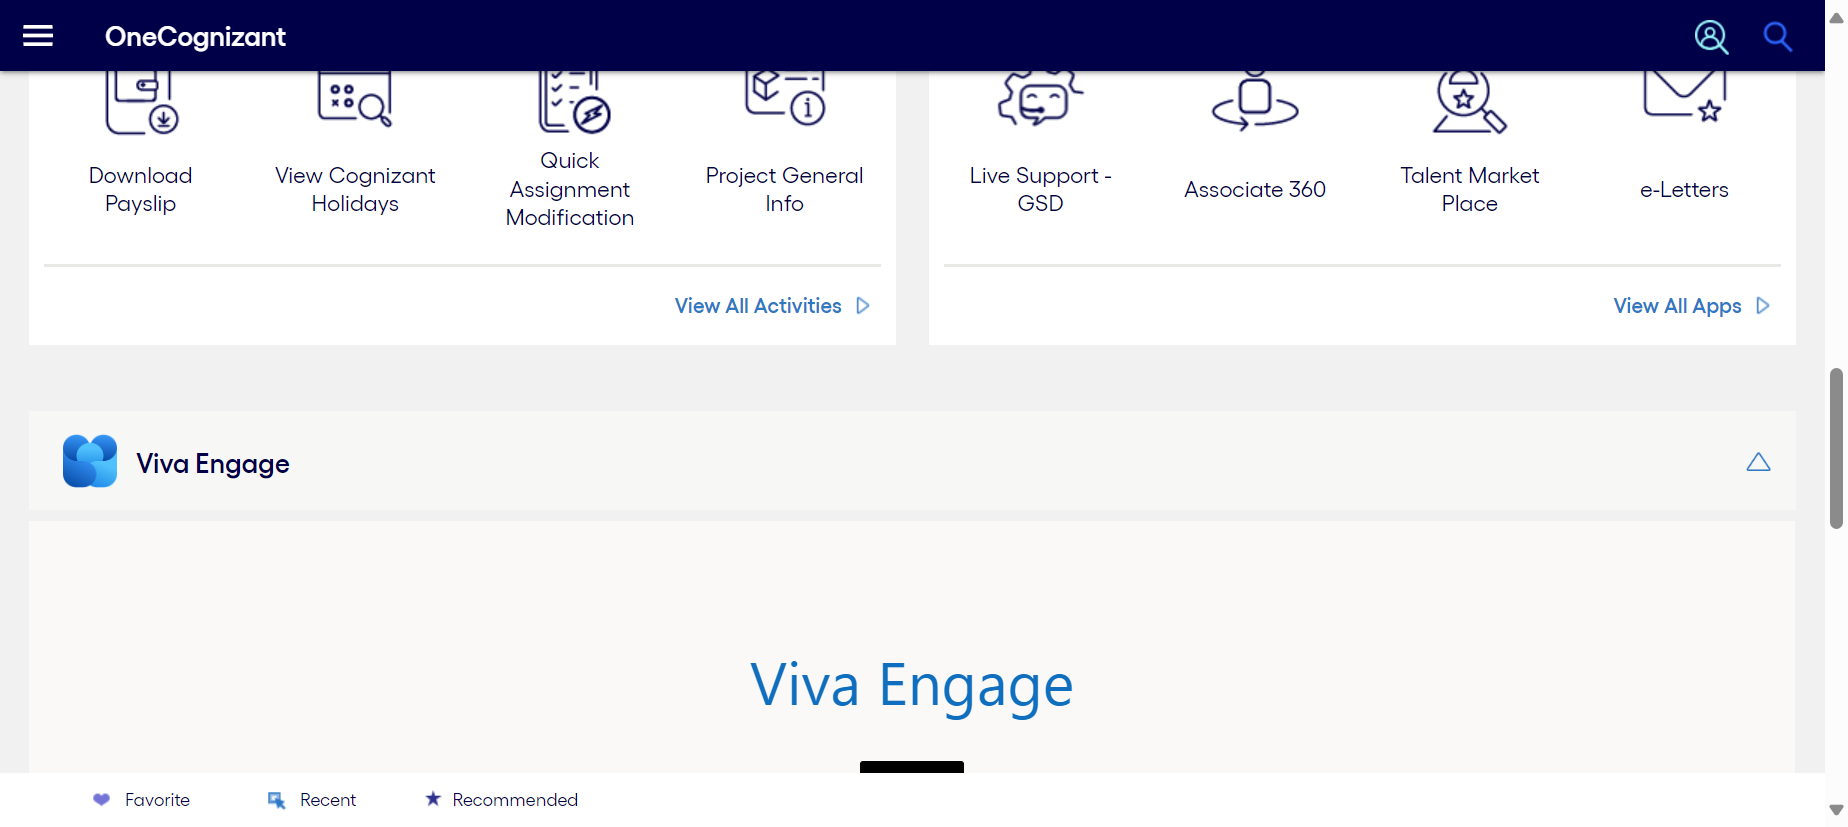 OneCognizant
Download
Payslip
View Cognizant
Holidays
Quick
Assignment
Modification
Project General
Info
View All Activities
Live Support -
GSD
Associate 360
Talent Market
Place
e-Letters
View All Apps
Viva Engage
Viva Engage
Favorite
Recent
Recommended